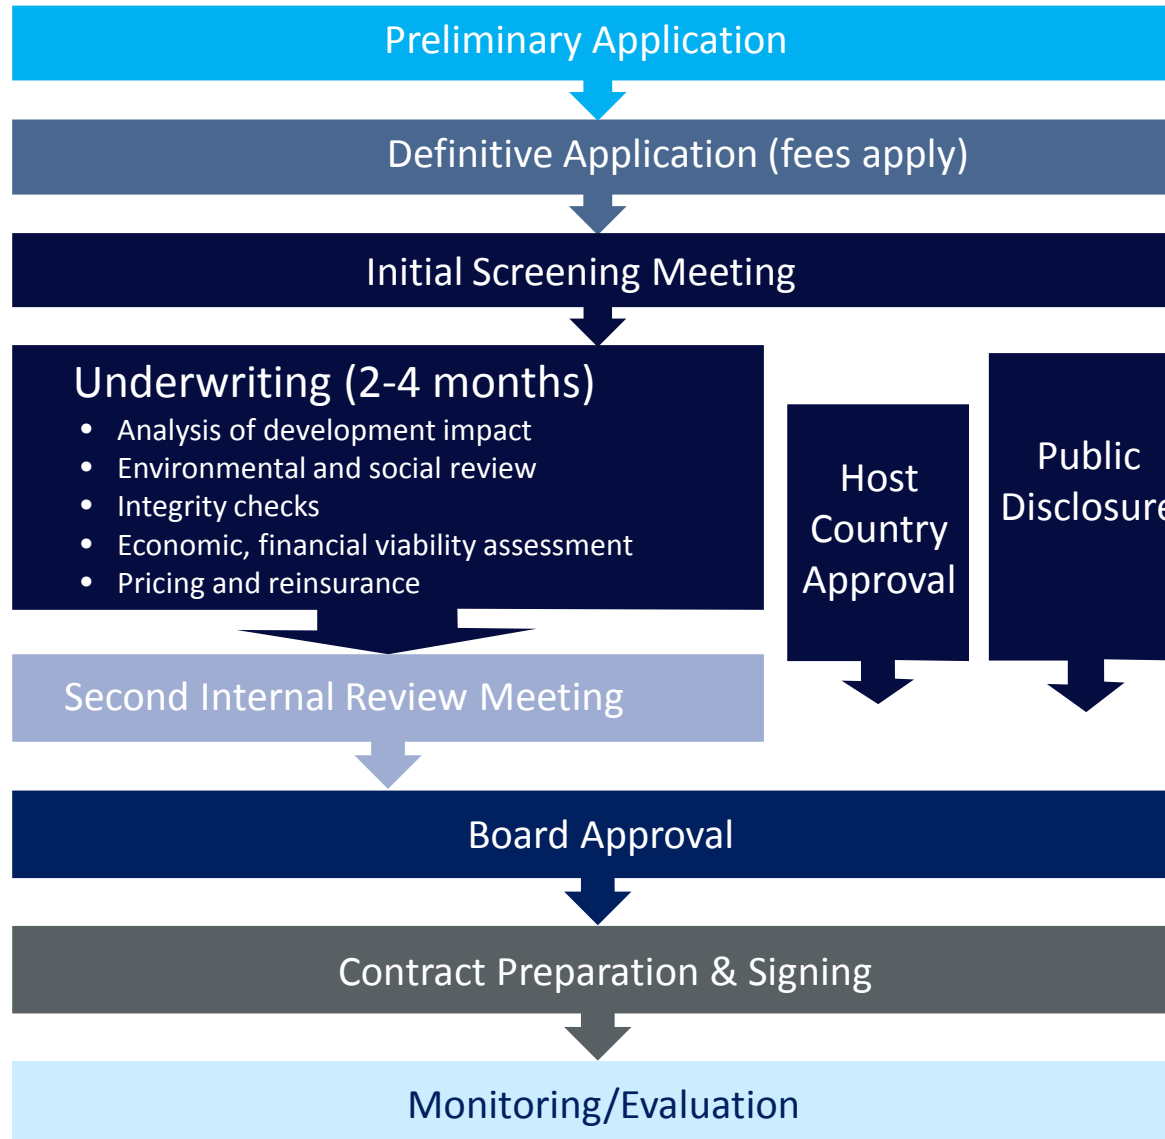 Preliminary Application
Definitive Application (fees apply)
Initial Screening Meeting
Underwriting (2-4 months)
• Analysis of development impact
• Environmental and social review
• Integrity checks
• Economic, financial viability assessment
• Pricing and reinsurance
Host
Country
Approval
Public
Disclosure
Second Internal Review Meeting
Board Approval
Contract Preparation & Signing
Monitoring/Evaluation